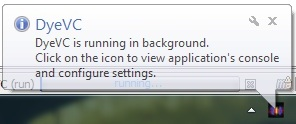 DyeVC
DyeVC is running in background.
Click on the icon to view application's console
and configure settings.
(run)
running...